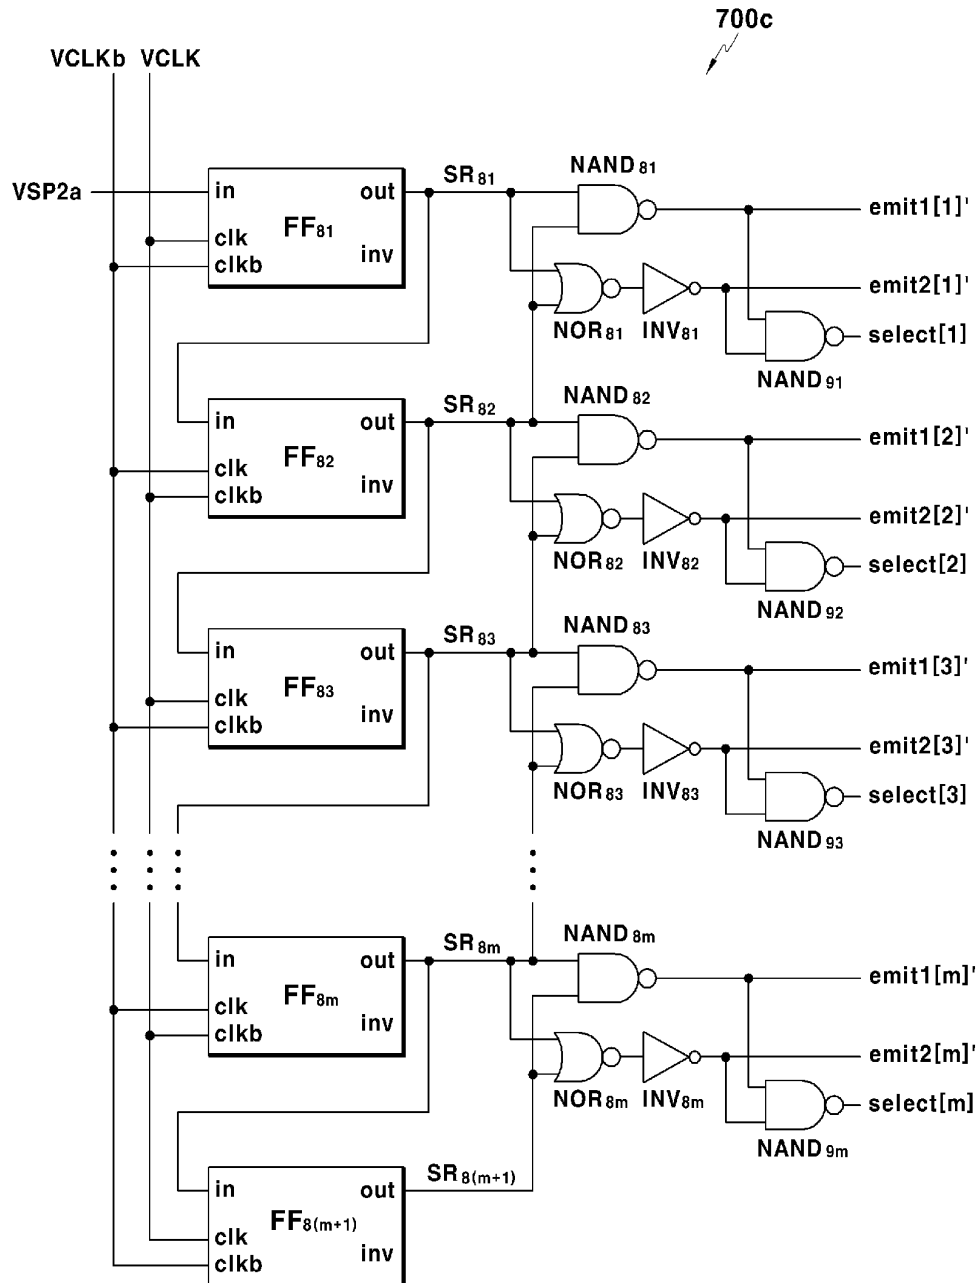 700c
VCLKb VCLK
NAND81
SR81
VSP2a in out emit1[1]'
FF81
clk inv
clkb
emit2[1]'
NOR81 INV81 select[1]
NAND91
NAND82
SR82
in out emit1[2]'
FF82
clk inv
clkb
emit2[2]'
NOR82 INV82 select[2]
NAND92
NAND83
SR83
in out emit1[3]'
FF83
clk inv
clkb
emit2[3]'
NOR83 INV83 select[3]
NAND93
NAND8m
SR8m
in out emit1[m]'
FF8m
clk inv
clkb
emit2[m]'
NOR8m INV8m select[m]
NAND9m
SR8(m+1)
in out
FF8(m+1)
clk inv
clkb